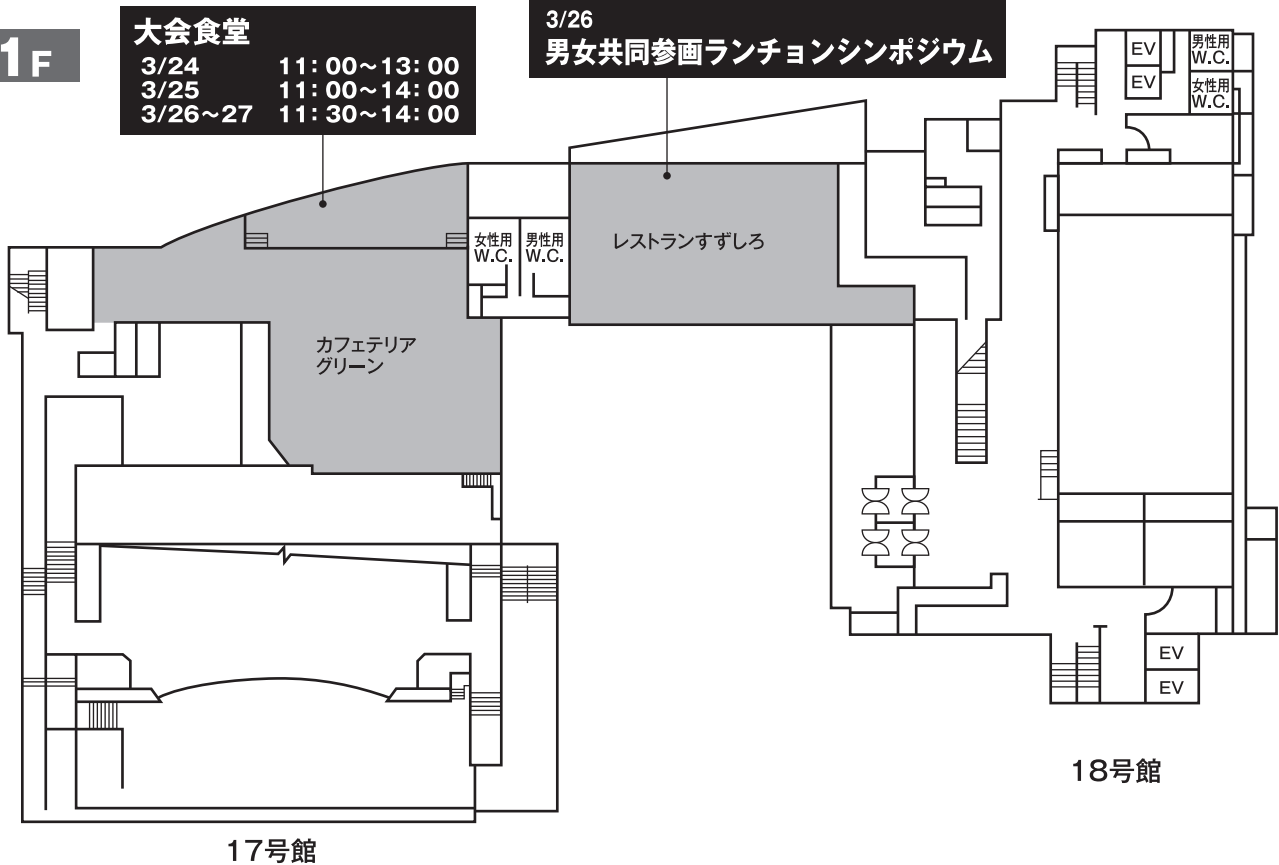 1F
大会食堂
3/24 11:00~13:00
3/25 11:00~14:00
3/26~27 11:30~14:00
3/26
男女共同参画ランチョンシンポジウム
EV
EV
男性用
W.C.
女性用
W.C.
女性用
W.C.
男性用
W.C.
レストランすずしろ
カフェテリア
グリーン
EV
EV
18号館
17号館